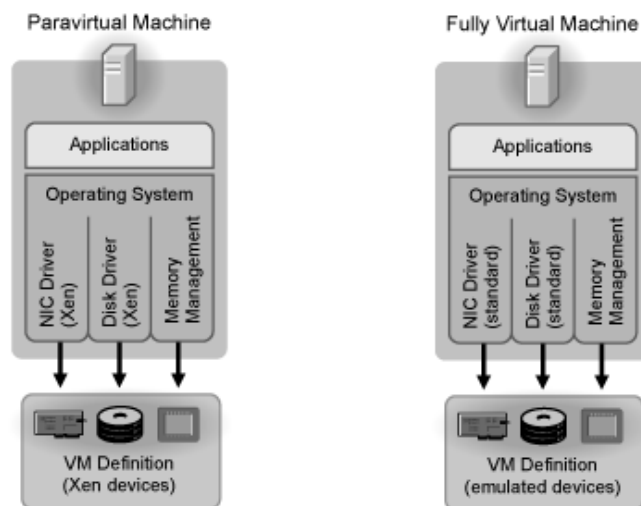 Paravirtual Machine
Applications
Operating System
NIC Driver
(Xen)
Disk Driver
(Xen)
Memory
Management
VM Definition
(Xen devices)
Fully Virtual Machine
Applications
Operating System
NIC Driver
(standard)
Disk Driver
(standard)
Memory
Management
VM Definition
(emulated devices)